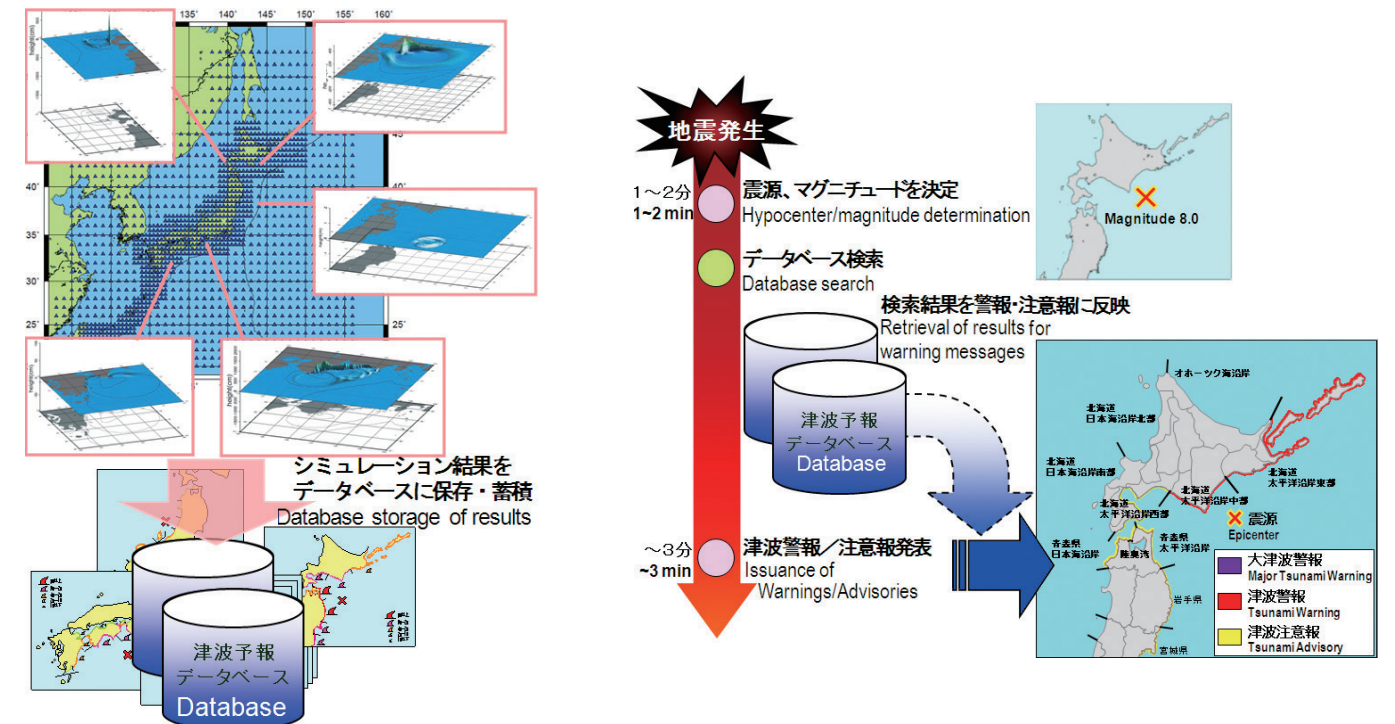 135°
140°
145°
150°
155°
160°
height(cm)
45°
40°
35°
30°
25°
25°
height(cm)
シミュレーション結果を
データベースに保存・蓄積
Database storage of results
津波予報
データベース
Database
地震発生
1～2分
1~2 min
震源、マグニチュードを決定
Hypocenter/magnitude determination
データベース検索
Database search
検索結果を警報・注意報に反映
Retrieval of results for
warning messages
津波予報
データベース
Database
～3分
~3 min
津波警報／注意報発表
Issuance of
Warnings/Advisories
Magnitude 8.0
オホーツク海沿岸
北海道
日本海沿岸北部
北海道
日本海沿岸南部
北海道
太平洋沿岸東部
北海道
太平洋沿岸中部
北海道
太平洋沿岸西部
青森県
日本海沿岸
青森県
太平洋沿岸
陸奥湾
震源
Epicenter
岩手県
宮城県
大津波警報
Major Tsunami Warning
津波警報
Tsunami Warning
津波注意報
Tsunami Advisory